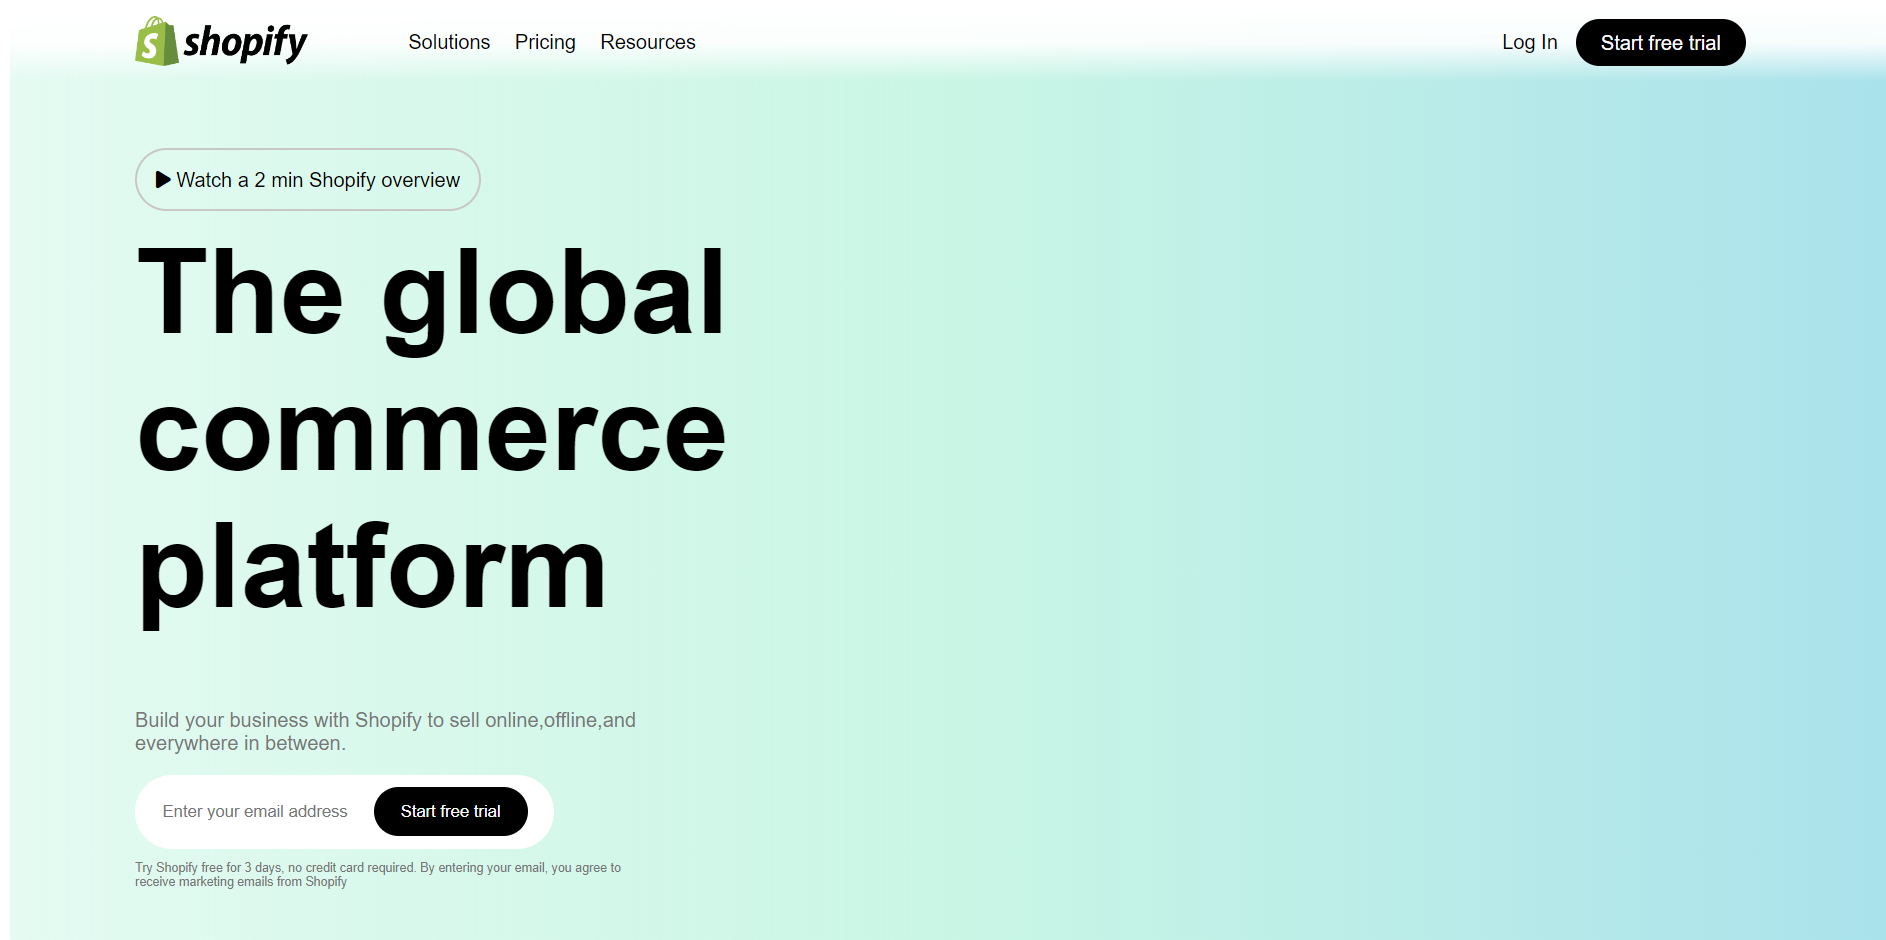 shopify
Solutions Pricing Resources
Log In Start free trial
Watch a 2 min Shopify overview
The global
commerce
platform
Build your business with Shopify to sell online,offline,and
everywhere in between.
Enter your email address Start free trial
Try Shopify free for 3 days, no credit card required. By entering your email, you agree to
receive marketing emails from Shopify